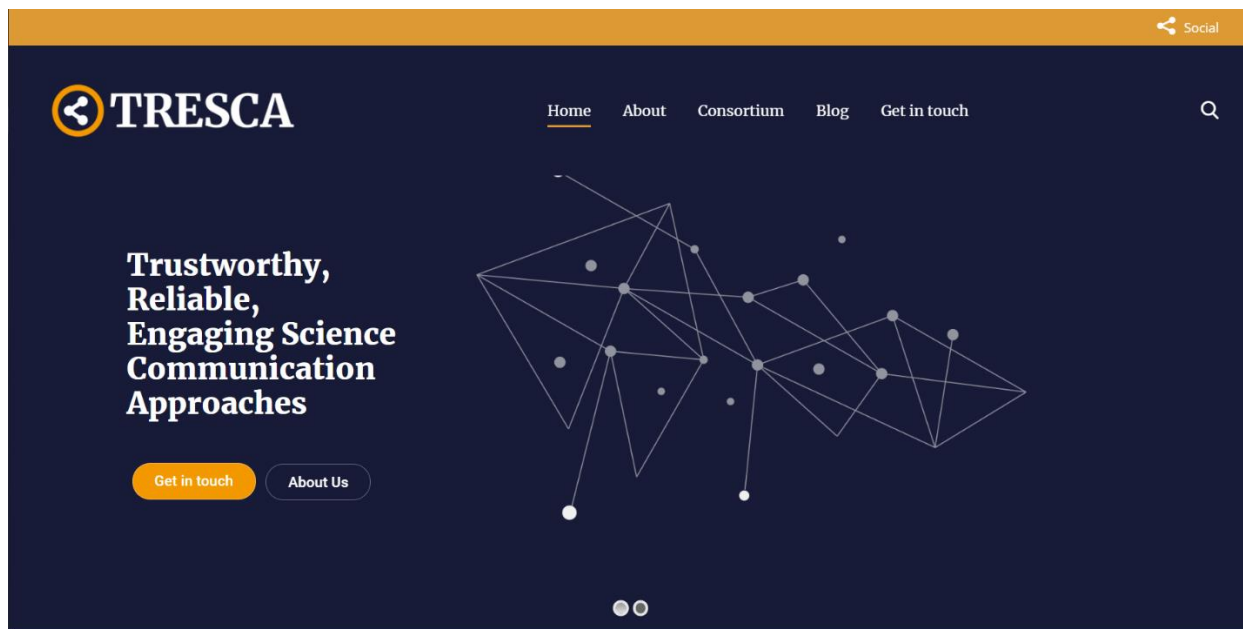 Social
TRESCA
Home About Consortium Blog Get in touch
Trustworthy,
Reliable,
Engaging Science
Communication
Approaches
Get in touch About Us